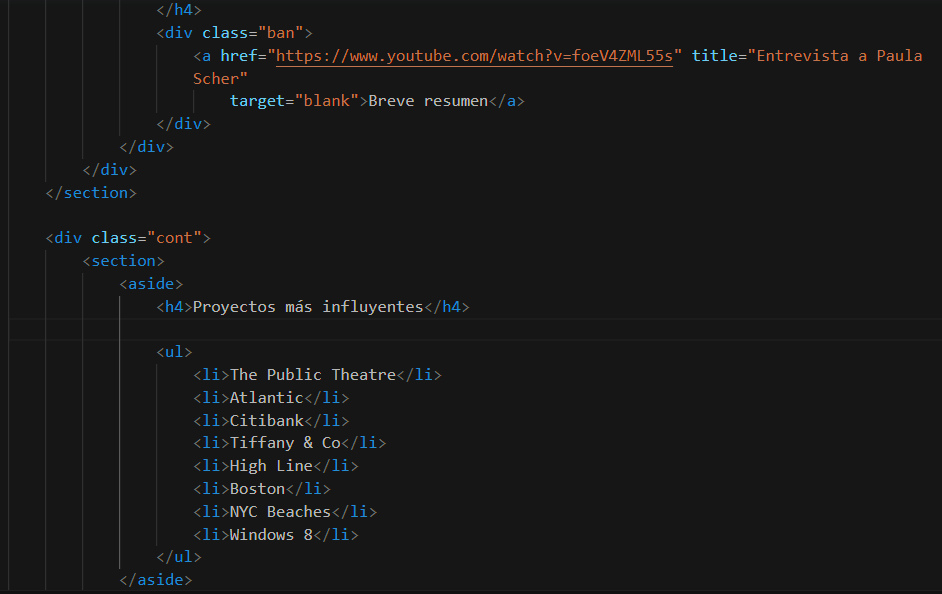 </h4>
<div class="ban">
<a href="https://www.youtube.com/watch?v=foeV4ZML55s" title="Entrevista a Paula
Scher"
target="blank">Breve resumen</a>
</div>
</div>
</div>
</section>
<div class="cont">
<section>
<aside>
<h4>Proyectos más influyentes</h4>
<ul>
<li>The Public Theatre</li>
<li>Atlantic</li>
<li>Citibank</li>
<li>Tiffany & Co</li>
<li>High Line</li>
<li>Boston</li>
<li>NYC Beaches</li>
<li>Windows 8</li>
</ul>
</aside>